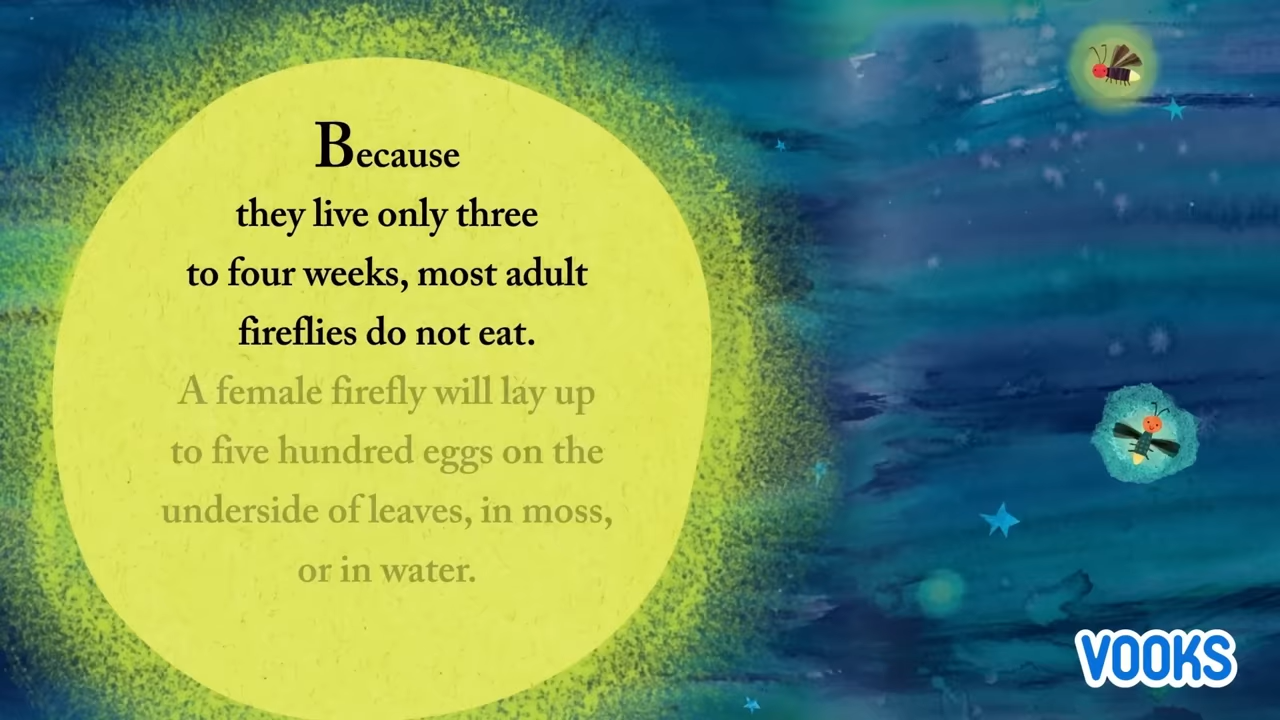 Because
they live only three
to four weeks, most adult
fireflies do not eat.
A female firefly will lay up
to five hundred eggs on the
underside of leaves, in moss,
or in water.
VOOKS